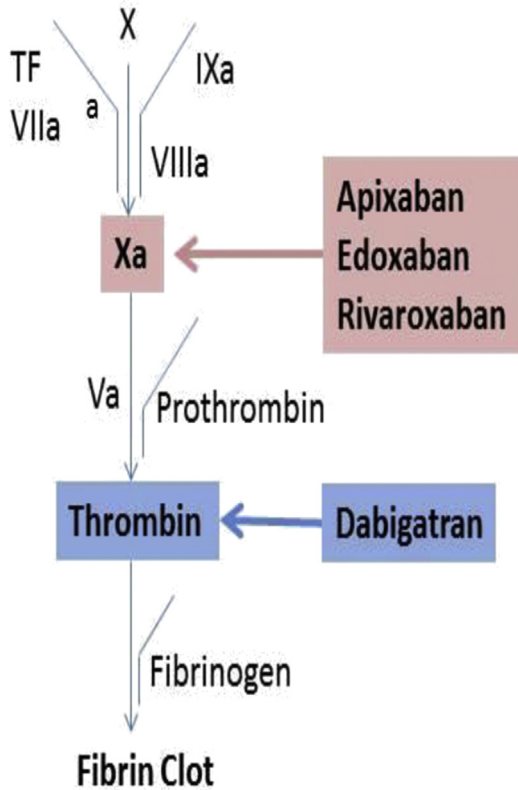 X
TF
IXa
VIIa
a
VIIIa
Xa
Apixaban
Edoxaban
Rivaroxaban
Va
Prothrombin
Thrombin
Dabigatran
Fibrinogen
Fibrin Clot